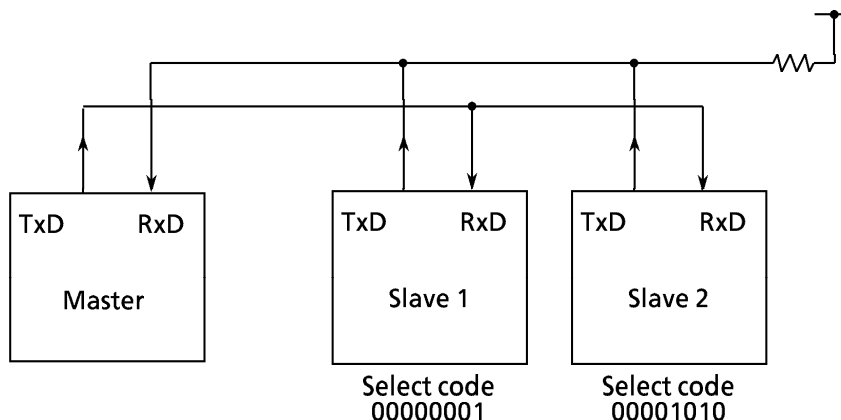 TxD RxD
Master
TxD RxD
Slave 1
Select code
00000001
TxD RxD
Slave 2
Select code
00001010